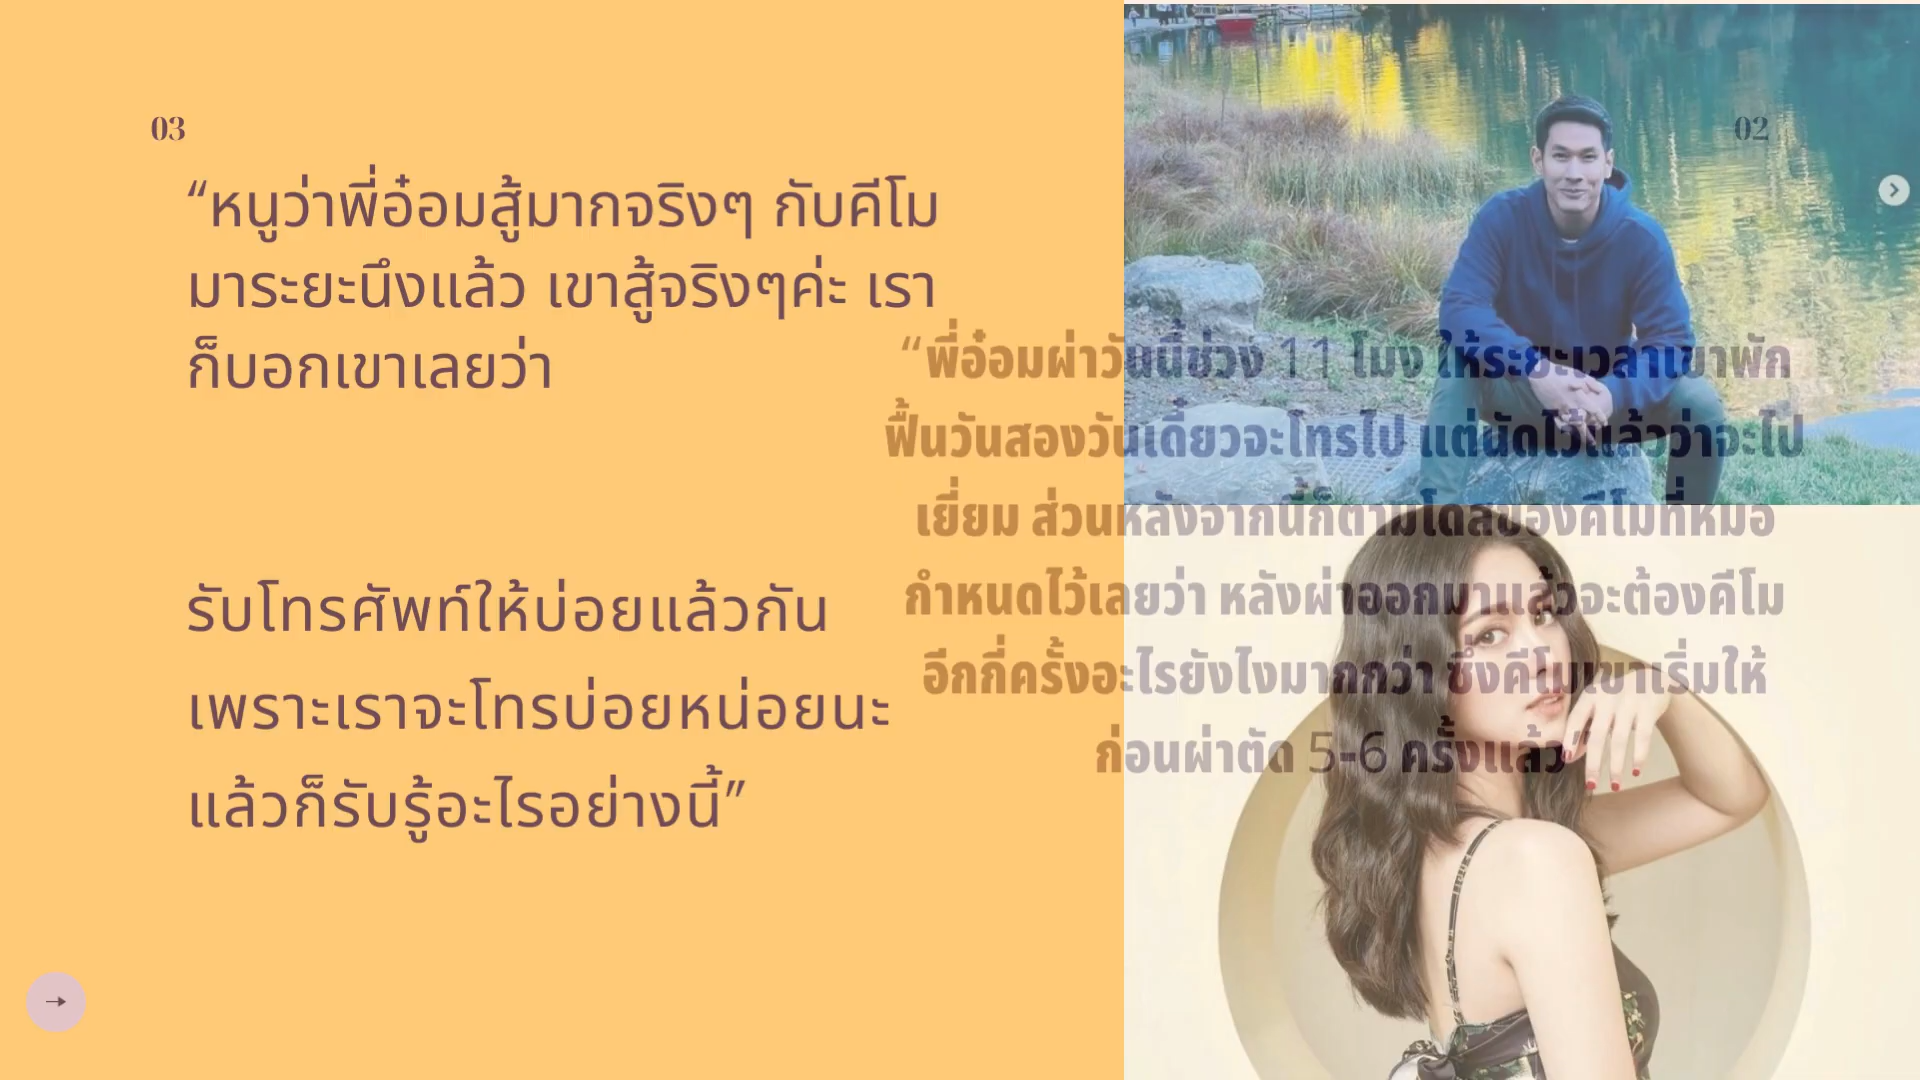 03
“หนูว่าพี่อ๋อมสู้มากจริงๆ กับคีโม
มาระยะนึงแล้ว เขาสู้จริงๆค่ะ เรา
ก็บอกเขาเลยว่า
รับโทรศัพท์ให้บ่อยแล้วกัน
เพราะเราจะโทรบ่อยหน่อยนะ
แล้วก็รับรู้อะไรอย่างนี้”
02
“พี่อ๋อมผ่าวันนี้ช่วง 11 โมง ให้ระยะเวลาเขาพัก
ฟื้นวันสองวันเดี๋ยวจะโทรไป แต่นัดไว้แล้วว่าจะไป
เยี่ยม ส่วนหลังจากนี้ก็ตามโดสของคีโมที่หมอ
กำหนดไว้เลยว่า หลังผ่าออกมาแล้วจะต้องคีโม
อีกกี่ครั้งอะไรยังไงมากกว่า ซึ่งคีโมเขาเริ่มให้
ก่อนผ่าตัด 5-6 ครั้งแล้ว”